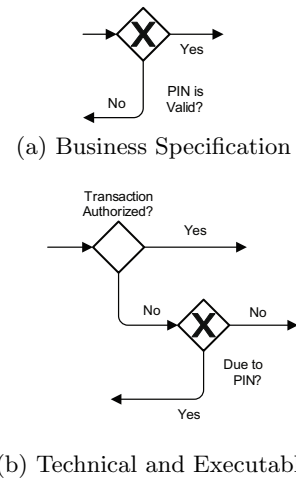 Yes
No
PIN is
Valid?
(a) Business Specification
Transaction
Authorized?
Yes
No
No
Due to
PIN?
Yes
(b) Technical and Executabl